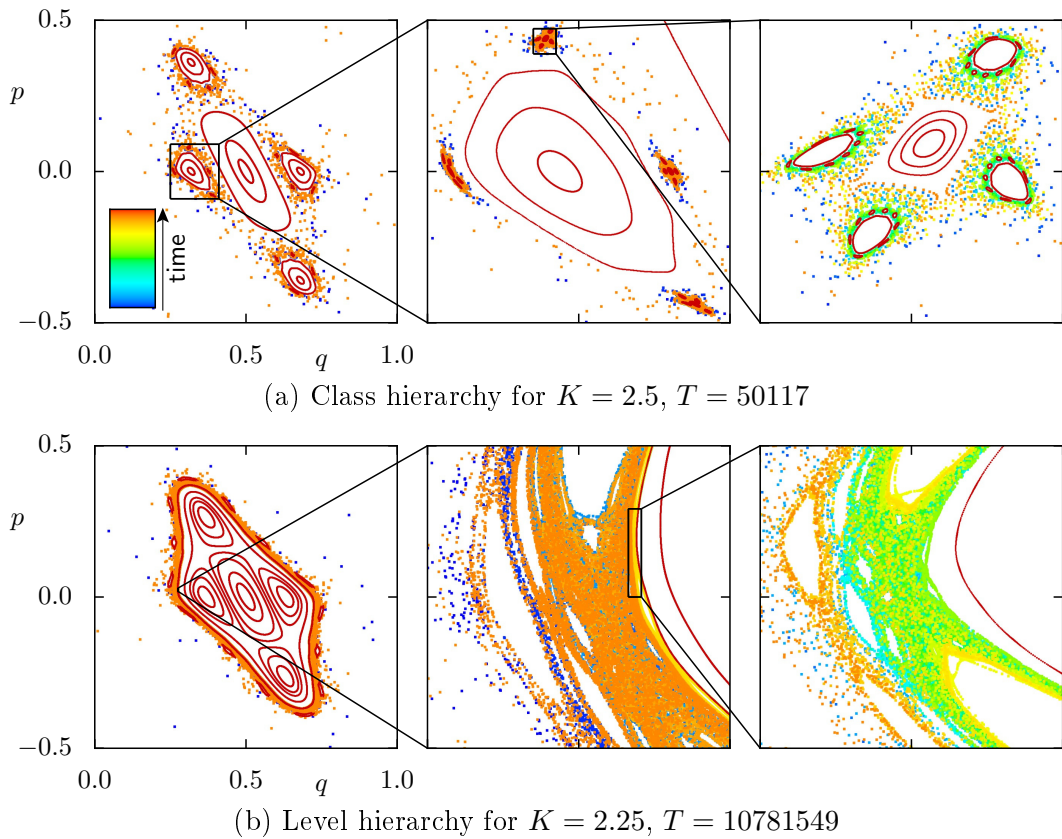 0.5
p
0.0
time
−0.5
0.0 0.5 q 1.0
(a) Class hierarchy for K = 2.5, T = 50117
0.5
p
0.0
−0.5
0.0 0.5 q 1.0
(b) Level hierarchy for K = 2.25, T = 10781549